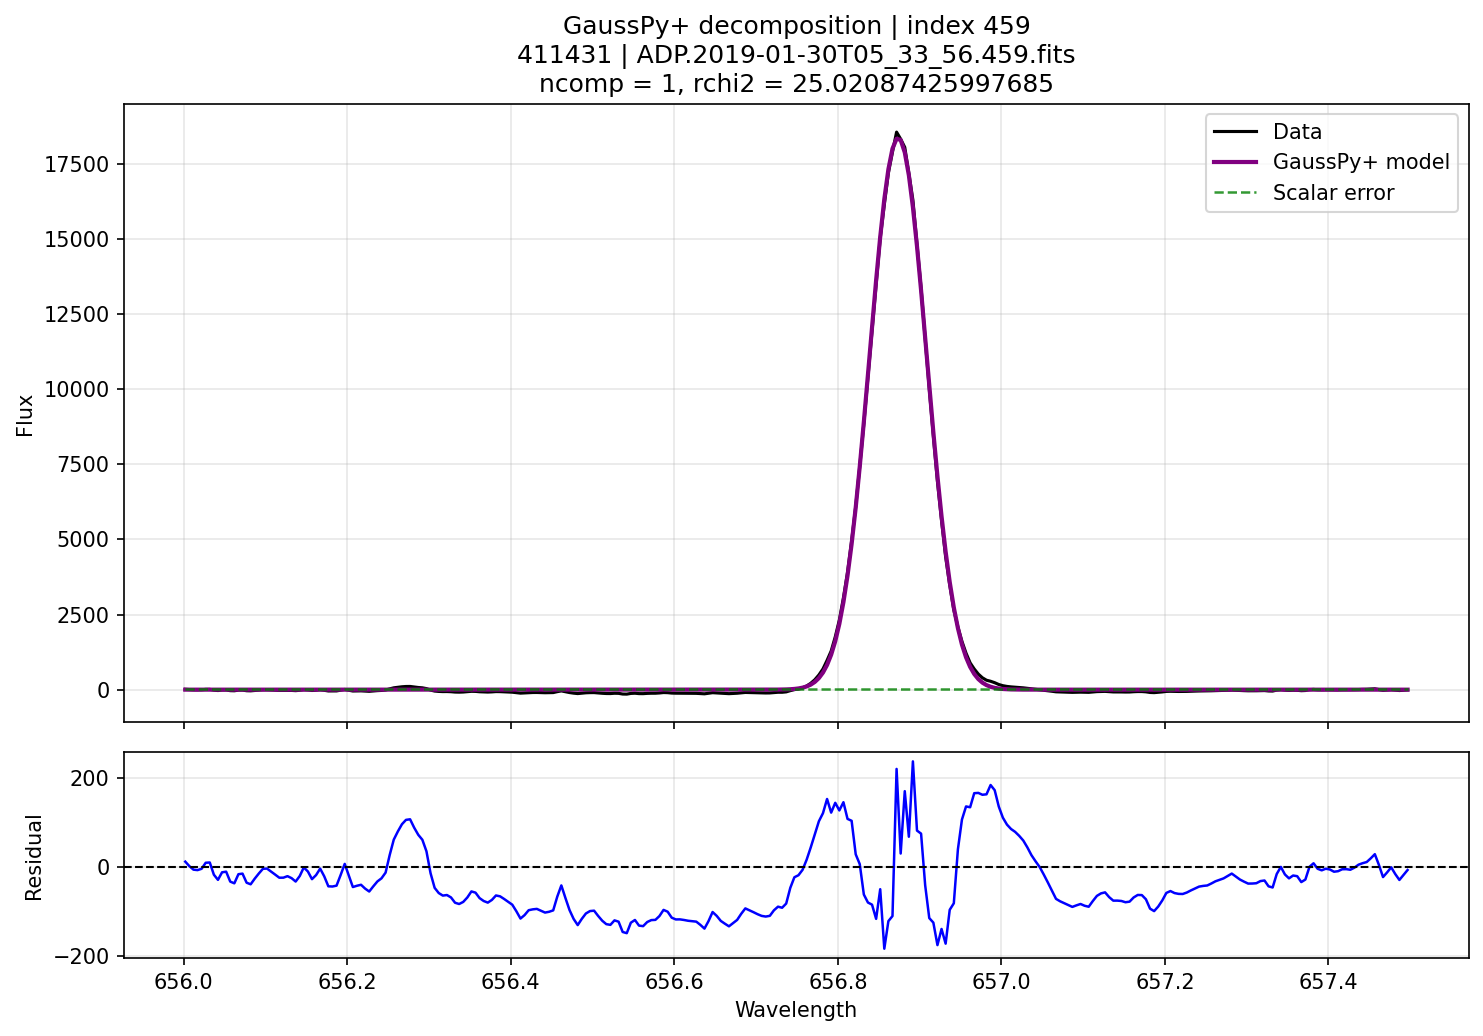 GaussPy+ decomposition | index 459
411431 | ADP.2019-01-30T05_33_56.459.fits
ncomp = 1, rchi2 = 25.02087425997685
Data
GaussPy+ model
Scalar error
17500
15000
12500
10000
7500
5000
2500
0
Flux
200
0
−200
Residual
656.0 656.2 656.4 656.6 656.8 657.0 657.2 657.4
Wavelength